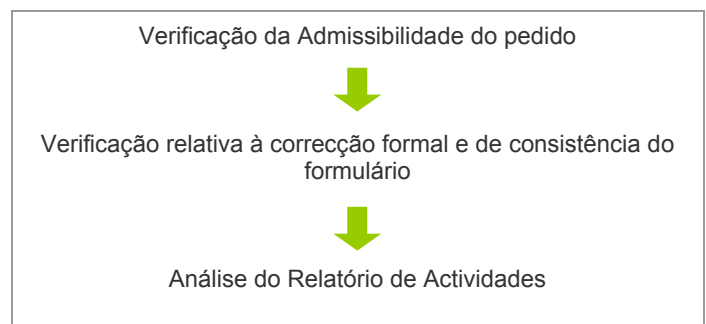 Verificação da Admissibilidade do pedido
Verificação relativa à correcção formal e de consistência do
formulário
Análise do Relatório de Actividades